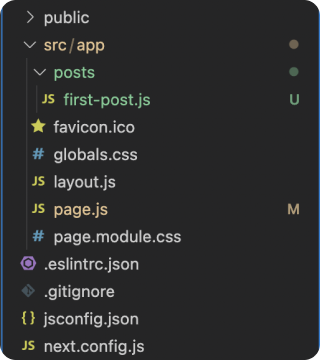 public
src/app
posts
JS first-post.js U
favicon.ico
# globals.css
JS layout.js
JS page.js M
# page.module.css
.eslintrc.json
.gitignore
{} jsconfig.json
JS next.config.js